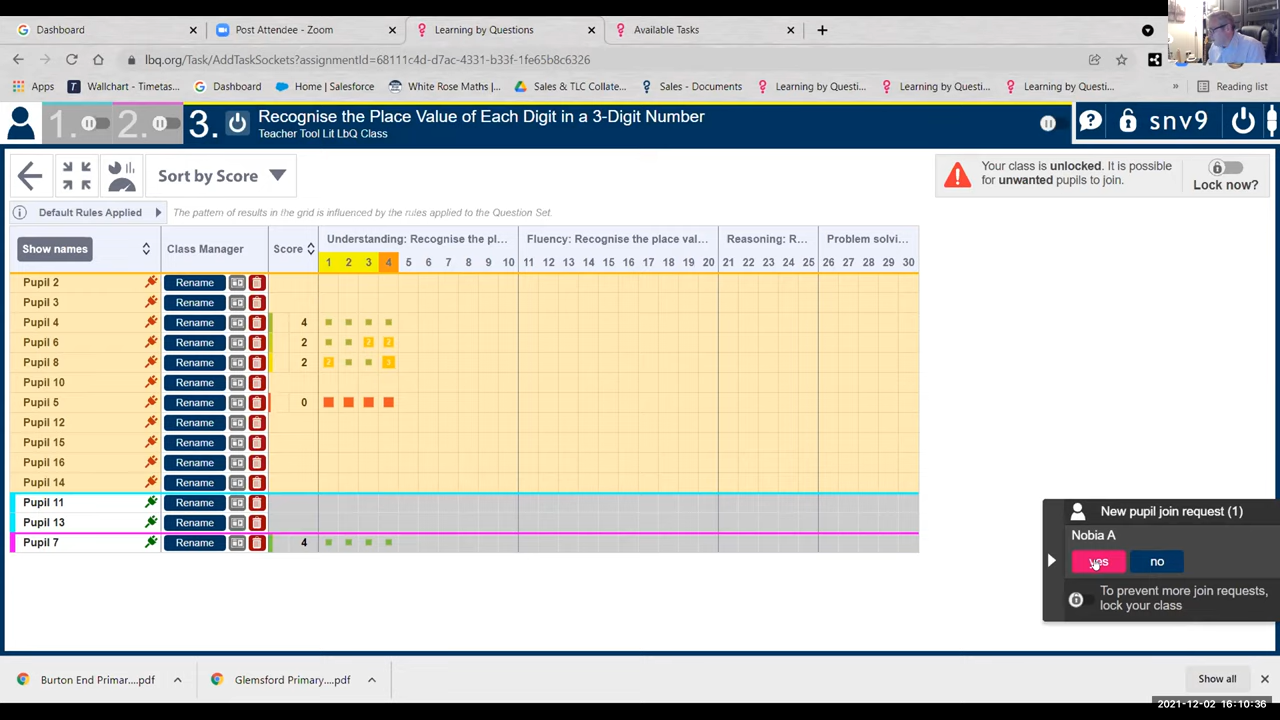 Dashboard
Post Attendee - Zoom
Learning by Questions
Available Tasks
lbq.org/Task/AddTaskSockets?assignmentId=68111c4d-d7ad-4331-b33f-1fe65b8c6326
Apps
Wallchart - Timetas...
Dashboard
Home | Salesforce
White Rose Maths |...
Sales & TLC Collate...
Sales - Documents
Learning by Questi...
Learning by Questi...
Learning by Questi...
»
Reading list
1.
2.
3.
Recognise the Place Value of Each Digit in a 3-Digit Number
Teacher Tool Lit LbQ Class
snv9
Sort by Score
Your class is unlocked. It is possible
for unwanted pupils to join.
Lock now?
Default Rules Applied
The pattern of results in the grid is influenced by the rules applied to the Question Set.
Show names
Class Manager
Score
Understanding: Recognise the pl...
Fluency: Recognise the place val...
Reasoning: R...
Problem solvi...
1 2 3 4 5 6 7 8 9 10 11 12 13 14 15 16 17 18 19 20 21 22 23 24 25 26 27 28 29 30
Pupil 2 Rename
Pupil 3 Rename
Pupil 4 Rename 4
Pupil 6 Rename 2 2 2
Pupil 8 Rename 2 2
Pupil 10 Rename
Pupil 5 Rename 0
Pupil 12 Rename
Pupil 15 Rename
Pupil 16 Rename
Pupil 14 Rename
Pupil 11 Rename
Pupil 13 Rename
Pupil 7 Rename 4
New pupil join request (1)
Nobia A
yes
no
To prevent more join requests,
lock your class
Burton End Primar....pdf
Glemsford Primary....pdf
Show all
2021-12-02 16:10:36